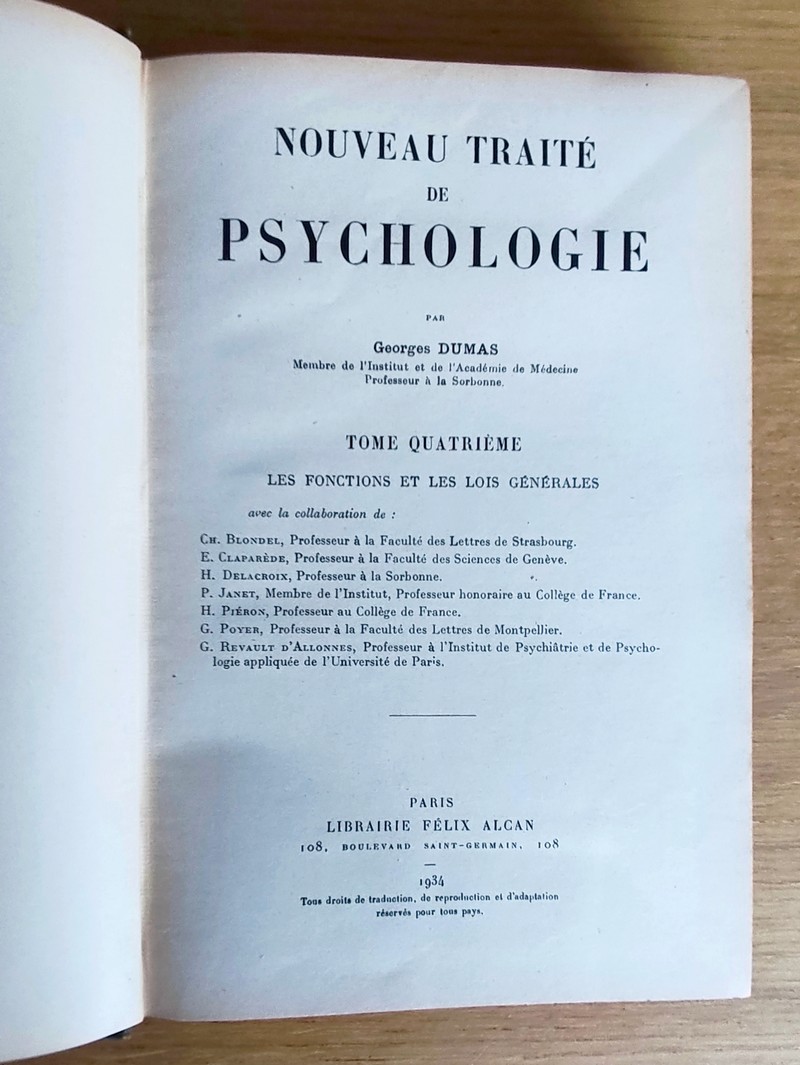 NOUVEAU TRAITÉ
DE
PSYCHOLOGIE
PAR
Georges DUMAS
Membre de l'Institut et de l'Académie de Médecine
Professeur à la Sorbonne.
TOME QUATRIÈME
LES FONCTIONS ET LES LOIS GÉNÉRALES
avec la collaboration de :
CH. BLONDEL, Professeur à la Faculté des Lettres de Strasbourg.
E. CLAPARÈDE, Professeur à la Faculté des Sciences de Genève.
H. DELACROIX, Professeur à la Sorbonne.
P. JANET, Membre de l'Institut, Professeur honoraire au Collège de France.
H. PIÉRON, Professeur au Collège de France.
G. POYER, Professeur à la Faculté des Lettres de Montpellier.
G. REVAULT D'ALLONNES, Professeur à l'Institut de Psychiâtrie et de Psycho-
logie appliquée de l'Université de Paris.
PARIS
LIBRAIRIE FÉLIX ALCAN
108, BOULEVARD SAINT-GERMAIN, 108
1934
Tous droits de traduction, de reproduction et d'adaptation
réservés pour tous pays.